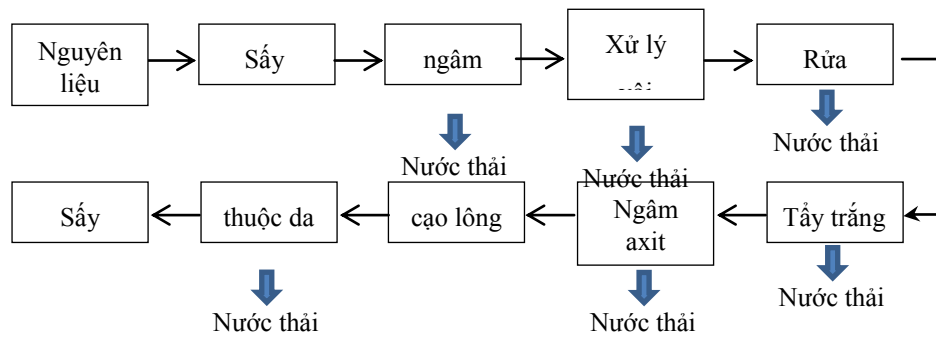 Nguyên
liệu
Sấy
ngâm
Xử lý
Rửa
Nước thải
Nước thải
Nước thải
Sấy
thuộc da
cạo lông
Ngâm
axit
Tẩy trắng
Nước thải
Nước thải
Nước thải